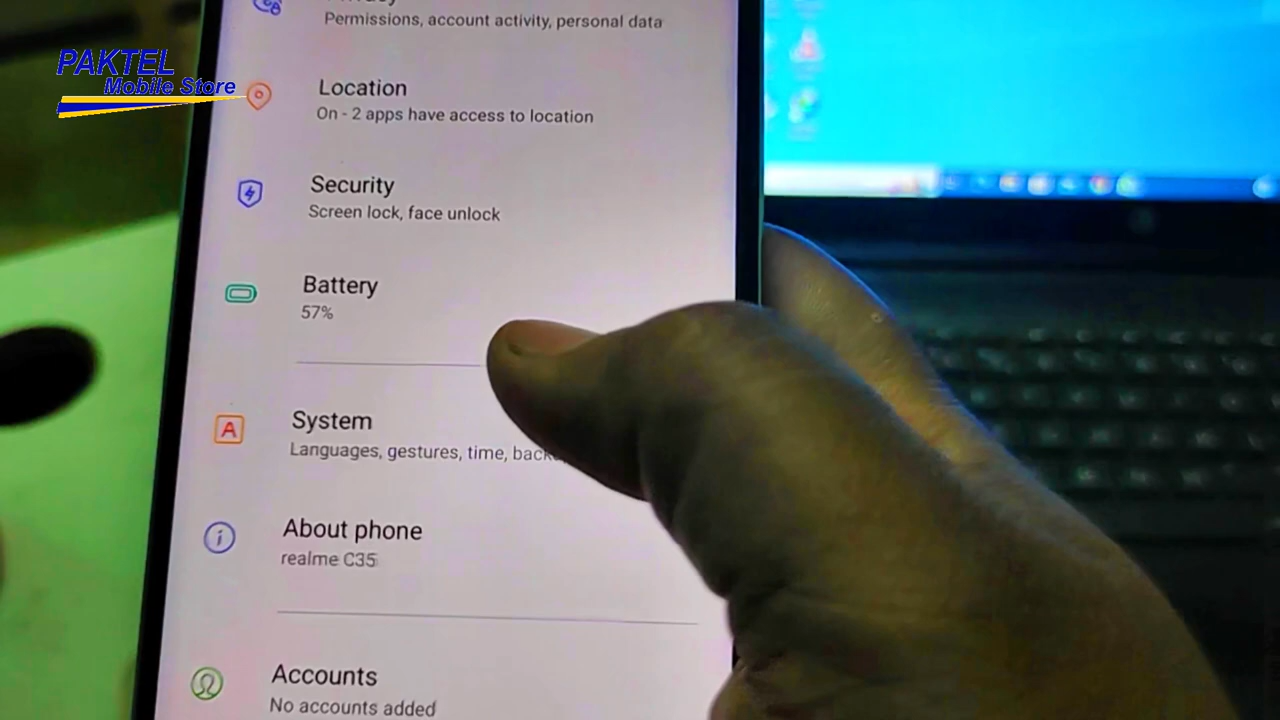 Permissions, account activity, personal data
PAKTEL
Mobile Store
Location
On - 2 apps have access to location
Security
Screen lock, face unlock
Battery
57%
System
Languages, gestures, time,
About phone
realme C35
Accounts
No accounts added